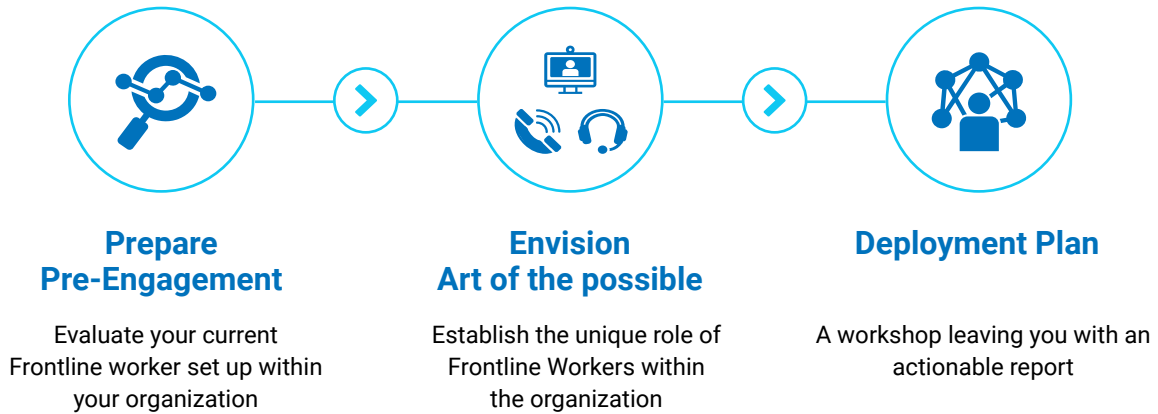 Prepare
Pre-Engagement
Evaluate your current
Frontline worker set up within
your organization
Envision
Art of the possible
Establish the unique role of
Frontline Workers within
the organization
Deployment Plan
A workshop leaving you with an
actionable report